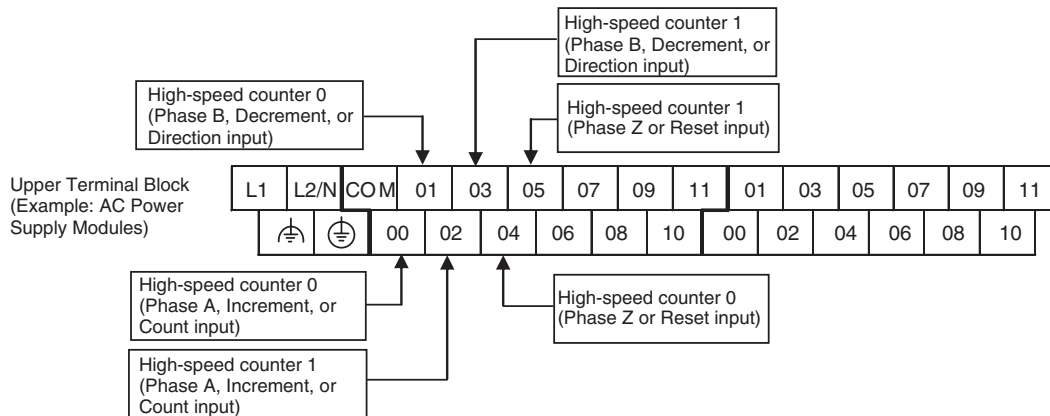 High-speed counter 1
(Phase B, Decrement, or
Direction input)
High-speed counter 0
(Phase B, Decrement, or
Direction input)
High-speed counter 1
(Phase Z or Reset input)
Upper Terminal Block
(Example: AC Power
Supply Modules)
L1 L2/N COM 01 03 05 07 09 11 01 03 05 07 09 11
00 02 04 06 08 10 00 02 04 06 08 10
High-speed counter 0
(Phase A, Increment, or
Count input)
High-speed counter 0
(Phase Z or Reset input)
High-speed counter 1
(Phase A, Increment, or
Count input)